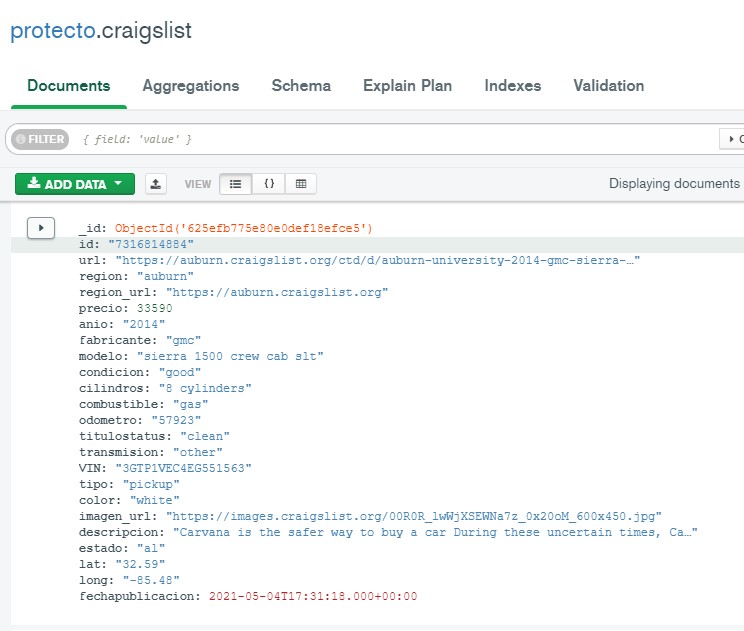 protecto.craigslist
Documents Aggregations Schema Explain Plan Indexes Validation
FILTER { field: 'value' }
ADD DATA VIEW {} Displaying documents
_id: ObjectId('625efb775e80e0def18efce5')
id: "7316814884"
url: "https://auburn.craigslist.org/ctd/d/auburn-university-2014-gmc-sierra-…"
region: "auburn"
region_url: "https://auburn.craigslist.org"
precio: 33590
anio: "2014"
fabricante: "gmc"
modelo: "sierra 1500 crew cab slt"
condicion: "good"
cilindros: "8 cylinders"
combustible: "gas"
odometro: "57923"
titulostatus: "clean"
transmision: "other"
VIN: "3GTP1VEC4EG551563"
tipo: "pickup"
color: "white"
imagen_url: "https://images.craigslist.org/00R0R_lwWjXSEWNa7z_0x20oM_600x450.jpg"
descripcion: "Carvana is the safer way to buy a car During these uncertain times, Ca…"
estado: "al"
lat: "32.59"
long: "-85.48"
fechapublicacion: 2021-05-04T17:31:18.000+00:00